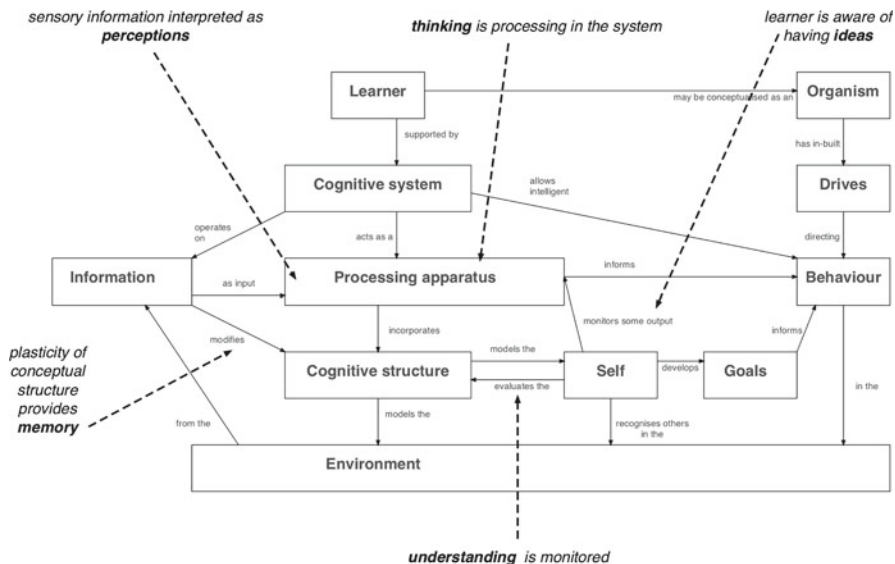 sensory information interpreted as
perceptions
thinking is processing in the system
learner is aware of
having ideas
Learner
may be conceptualised as an
Organism
supported by
has in-built
Cognitive system
allows
intelligent
Drives
operates
on
acts as a
directing
Information
as input
Processing apparatus
informs
Behaviour
monitors some output
informs
modifies
incorporates
plasticity of
conceptual
structure
provides
memory
Cognitive structure
models the
evaluates the
Self
develops
Goals
from the
models the
recognises others
in the
in the
Environment
understanding is monitored